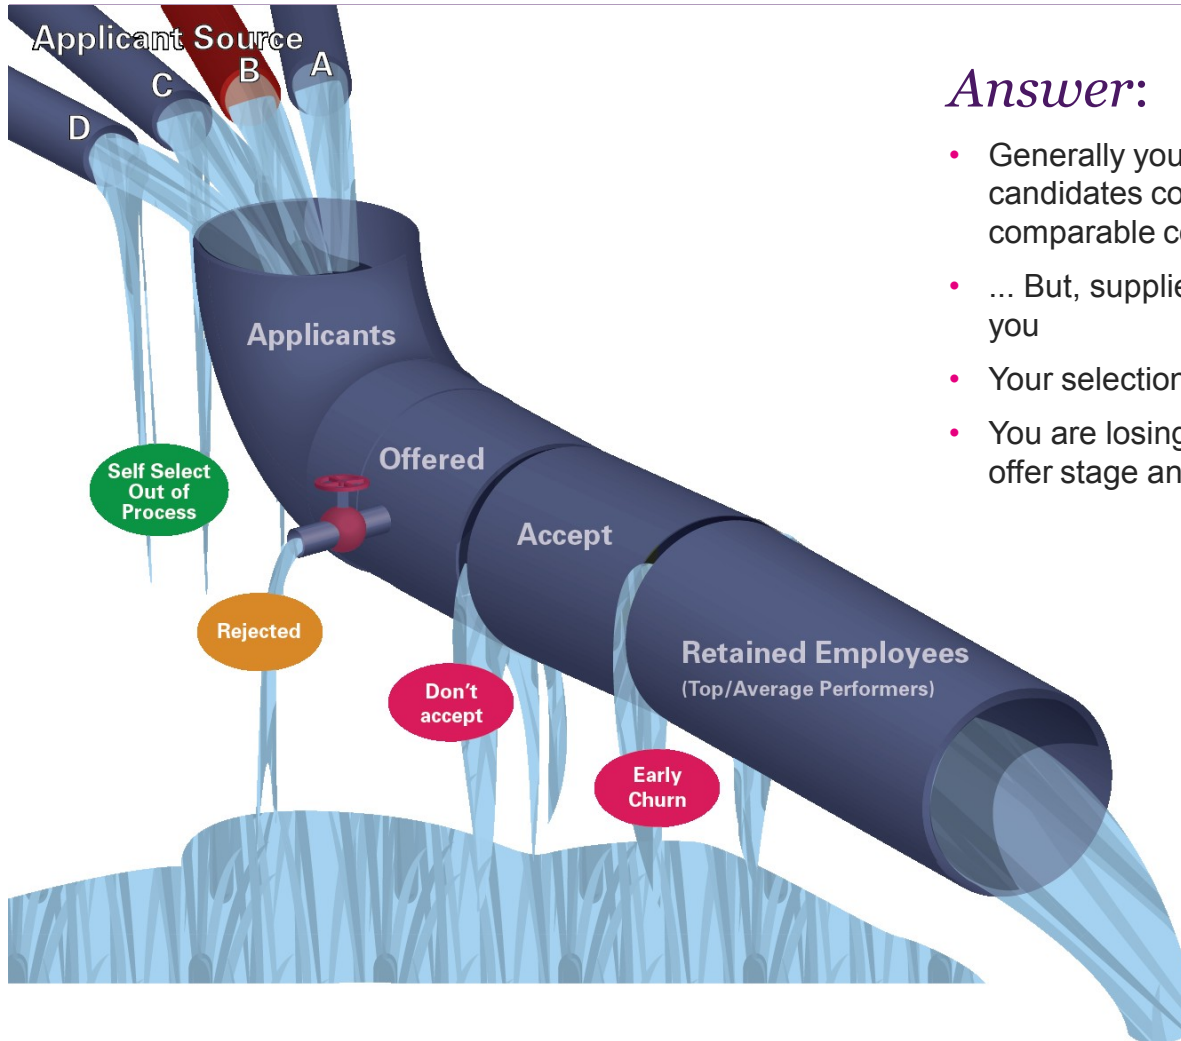 Applicant Source
A
B
C
D
Answer:
• Generally you
candidates co
comparable c
• ... But, supplie
you
• Your selection
• You are losing
offer stage an
Applicants
Offered
Accept
Retained Employees
(Top/Average Performers)
Self Select
Out of
Process
Rejected
Don't
accept
Early
Churn